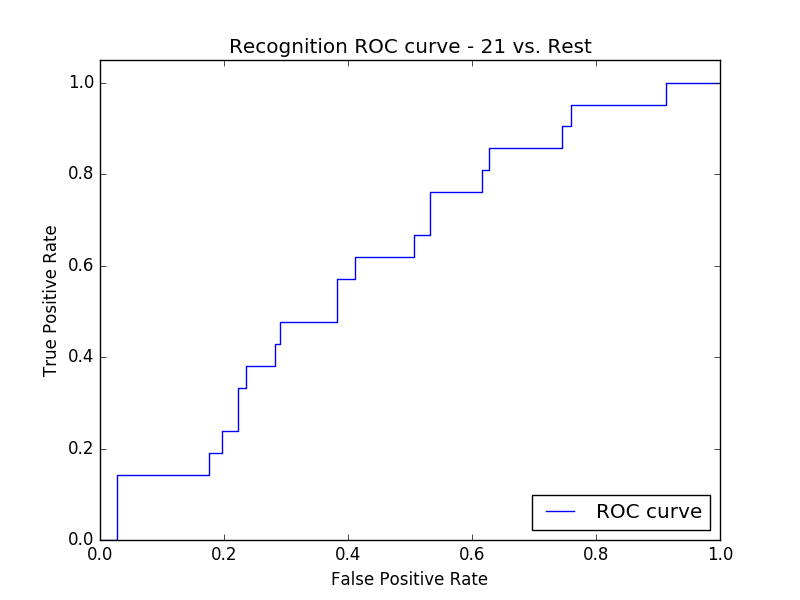 Recognition ROC curve - 21 vs. Rest
1.0
0.8
0.6
0.4
0.2
0.0
True Positive Rate
0.0 0.2 0.4 0.6 0.8 1.0
False Positive Rate
ROC curve